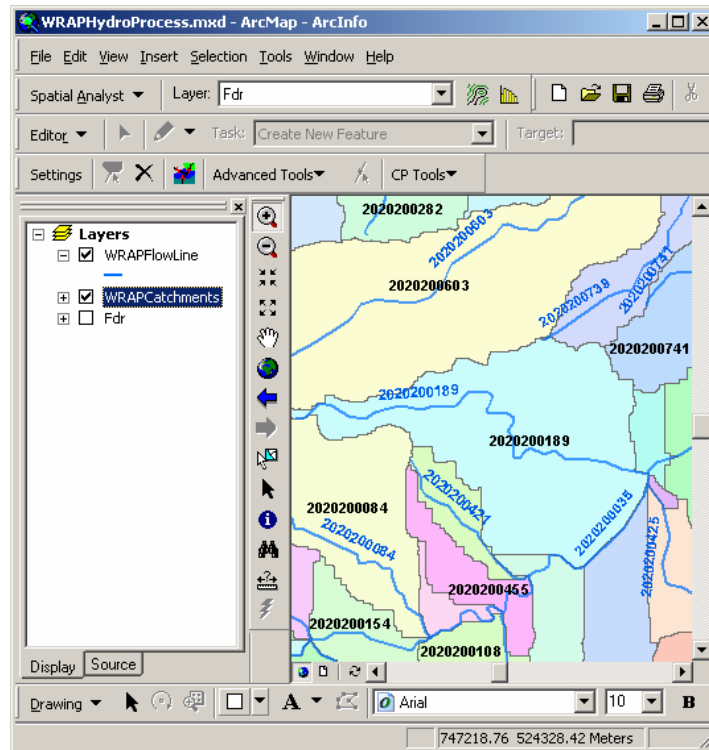 WRAPHydroProcess.mxd - ArcMap - ArcInfo
File Edit View Insert Selection Tools Window Help
Spatial Analyst Layer: Fdr
Editor Task: Create New Feature Target:
Settings Advanced Tools CP Tools
Layers
WRAPFlowLine
WRAPCatchments
Fdr
2020200282
2020200603
2020200603
2020200741
2020200739
2020200741
2020200189
2020200189
2020200421
2020200035
2020200425
2020200084
2020200084
2020200455
2020200154
2020200108
Display Source
Drawing A Arial 10 B
747218.76 524328.42 Meters